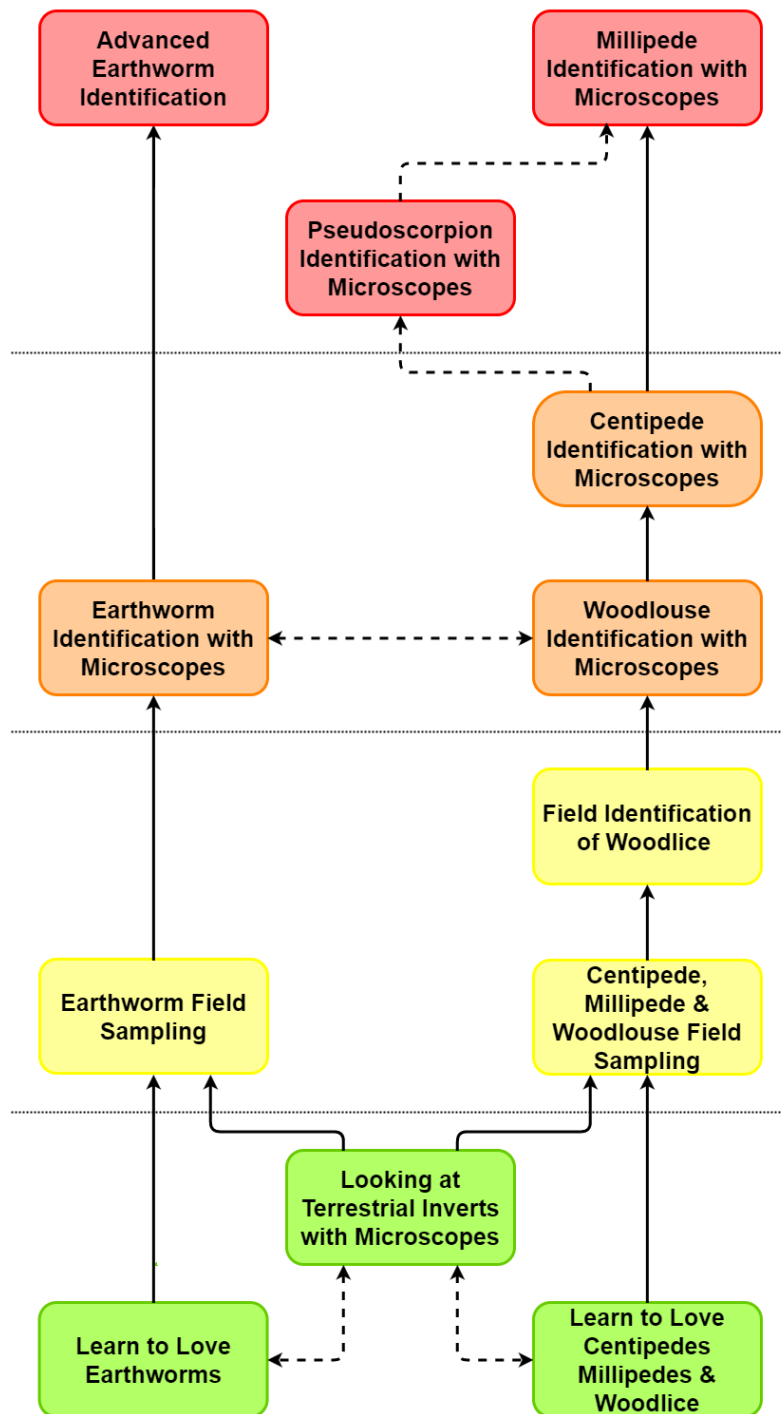 Advanced
Earthworm
Identification
Millipede
Identification with
Microscopes
Pseudoscorpion
Identification with
Microscopes
Centipede
Identification with
Microscopes
Earthworm
Identification with
Microscopes
Woodlouse
Identification with
Microscopes
Field Identification
of Woodlice
Earthworm Field
Sampling
Centipede,
Millipede &
Woodlouse Field
Sampling
Looking at
Terrestrial Inverts
with Microscopes
Learn to Love
Earthworms
Learn to Love
Centipedes
Millipedes &
Woodlice